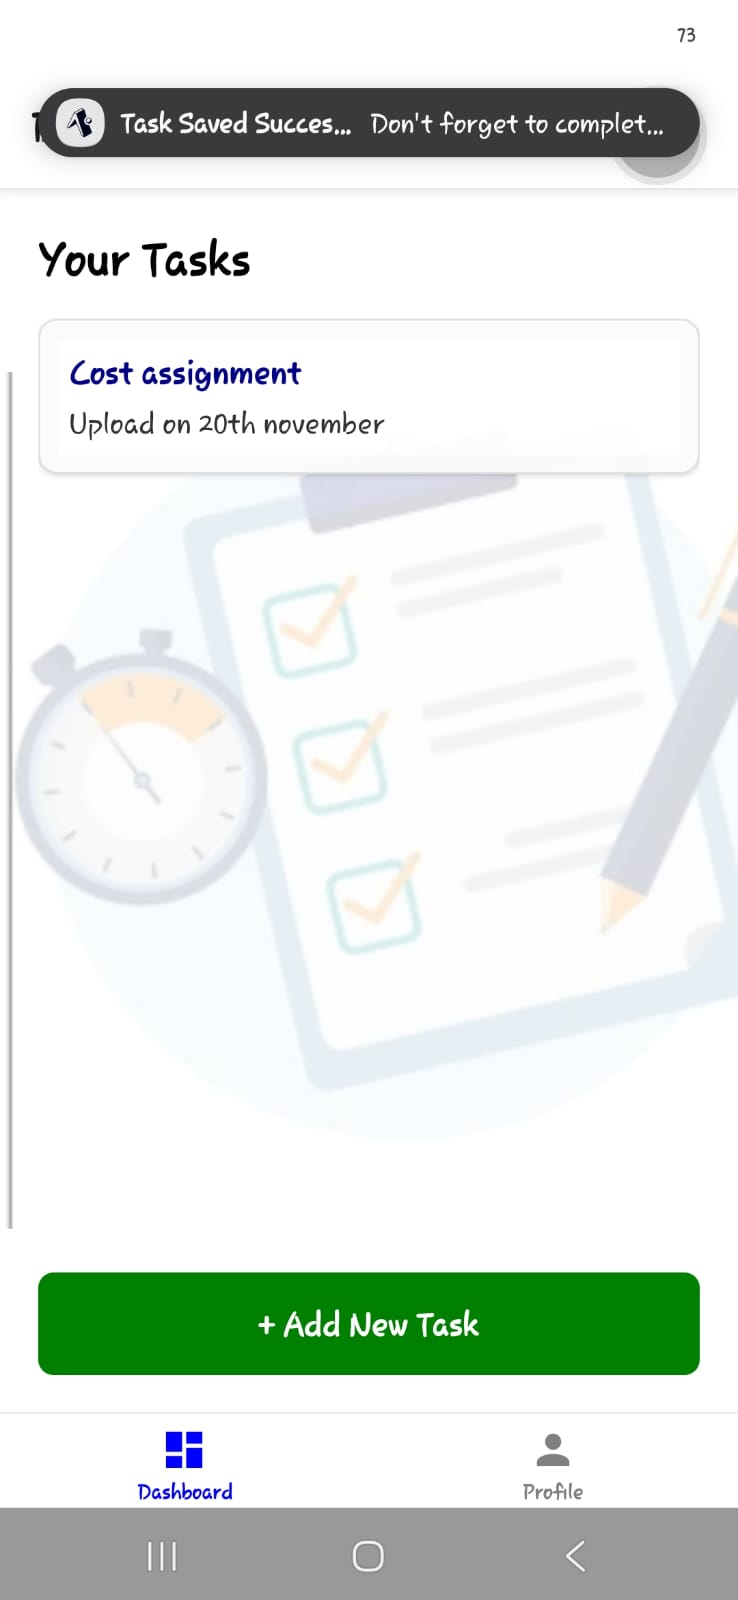 73
Task Saved Succes... Don't forget to complet...
Your Tasks
Cost assignment
Upload on 20th november
+ Add New Task
Dashboard
Profile